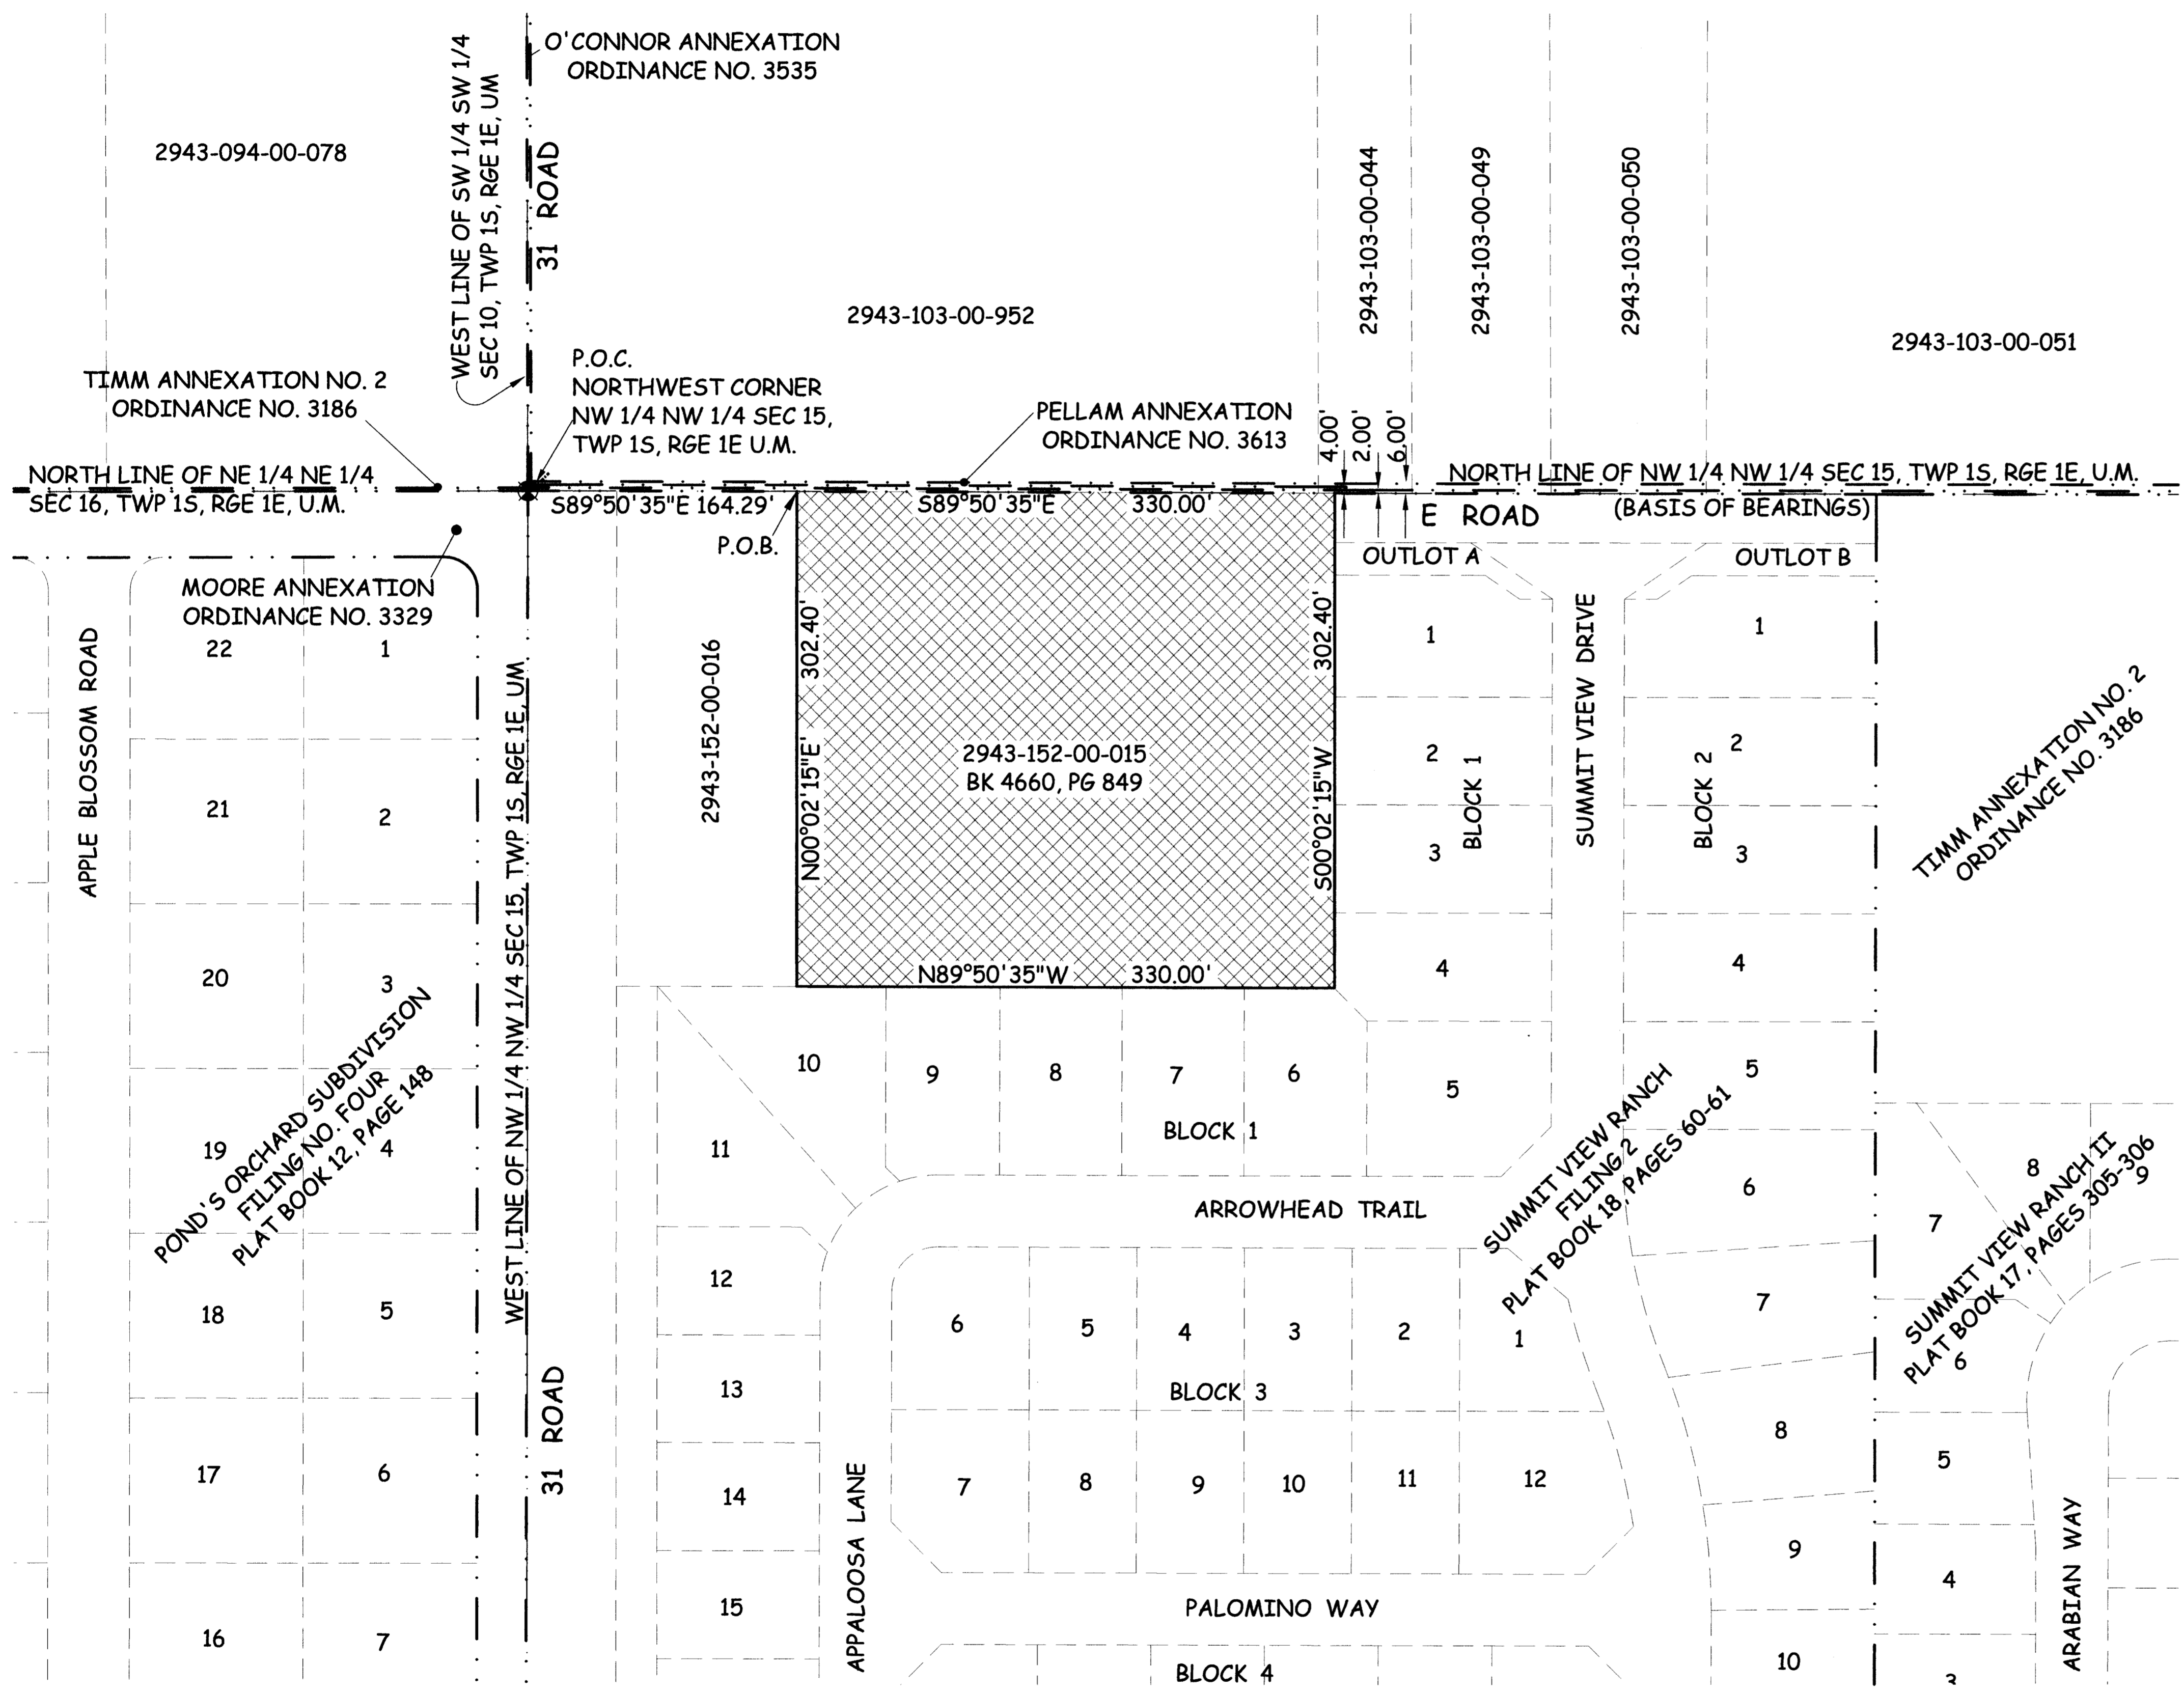 O'CONNOR ANNEXATION
ORDINANCE NO. 3535
WEST LINE OF SW 1/4 SW 1/4
SEC 10, TWP 1S, RGE 1E, UM
31 ROAD
2943-094-00-078
2943-103-00-952
2943-103-00-044
2943-103-00-049
2943-103-00-050
2943-103-00-051
TIMM ANNEXATION NO. 2
ORDINANCE NO. 3186
P.O.C.
NORTHWEST CORNER
NW 1/4 NW 1/4 SEC 15,
TWP 1S, RGE 1E U.M.
PELLAM ANNEXATION
ORDINANCE NO. 3613
4.00'
2.00'
6.00'
NORTH LINE OF NE 1/4 NE 1/4
SEC 16, TWP 1S, RGE 1E, U.M.
NORTH LINE OF NW 1/4 NW 1/4 SEC 15, TWP 1S, RGE 1E, U.M.
(BASIS OF BEARINGS)
S89°50'35"E 164.29'
S89°50'35"E 330.00'
E ROAD
P.O.B.
MOORE ANNEXATION
ORDINANCE NO. 3329
OUTLOT A
OUTLOT B
APPLE BLOSSOM ROAD
22
1
21
2
20
3
19
4
18
5
17
6
16
7
POND'S ORCHARD SUBDIVISION
FILING NO. FOUR
PLAT BOOK 12, PAGE 148
WEST LINE OF NW 1/4 NW 1/4 SEC 15, TWP 1S, RGE 1E, UM
31 ROAD
2943-152-00-016
N00°02'15"E 302.40'
2943-152-00-015
BK 4660, PG 849
S00°02'15"W 302.40'
N89°50'35"W 330.00'
1
2
3
4
BLOCK 1
SUMMIT VIEW DRIVE
BLOCK 2
1
2
3
4
5
6
7
8
9
10
TIMM ANNEXATION NO. 2
ORDINANCE NO. 3186
10
9
8
7
6
5
BLOCK 1
11
12
13
14
15
ARROWHEAD TRAIL
SUMMIT VIEW RANCH
FILING 2
PLAT BOOK 18, PAGES 60-61
6
5
4
3
2
1
BLOCK 3
7
8
9
10
11
12
APPALOOSA LANE
PALOMINO WAY
BLOCK 4
SUMMIT VIEW RANCH II
PLAT BOOK 17, PAGES 305-306
8
9
7
6
5
4
3
ARABIAN WAY